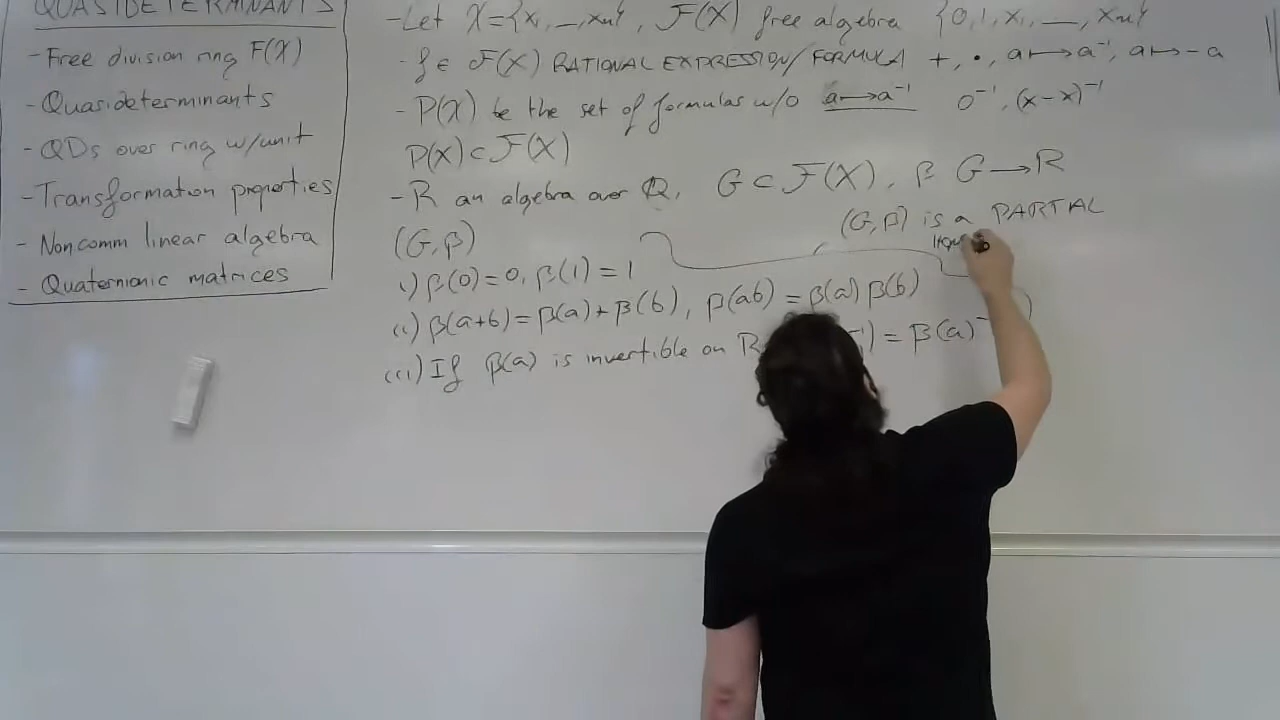 QUASIDETERMINANTS
- Free division ring F(X)
- Quasideterminants
- QDs over ring w/unit
- Transformation properties
- Noncomm linear algebra
- Quaternionic matrices
- Let X={x₁, __, xₙ}, F(X) free algebra {0,1,x₁, __, xₙ}
- f ∈ F(X) RATIONAL EXPRESSION/FORMULA +, ·, a↦a⁻¹, a↦-a
- P(X) be the set of formulas w/o a↦a⁻¹ 0⁻¹, (x-x)⁻¹
P(X) ⊂ F(X)
- R an algebra over Q, G ⊂ F(X), β G→R
(G,β) is a PARTIAL
(G,β)
i) β(0)=0, β(1)=1
ii) β(a+b)=β(a)+β(b), β(ab)=β(a)β(b)
iii) If β(a) is invertible on R ⁻¹)=β(a)⁻